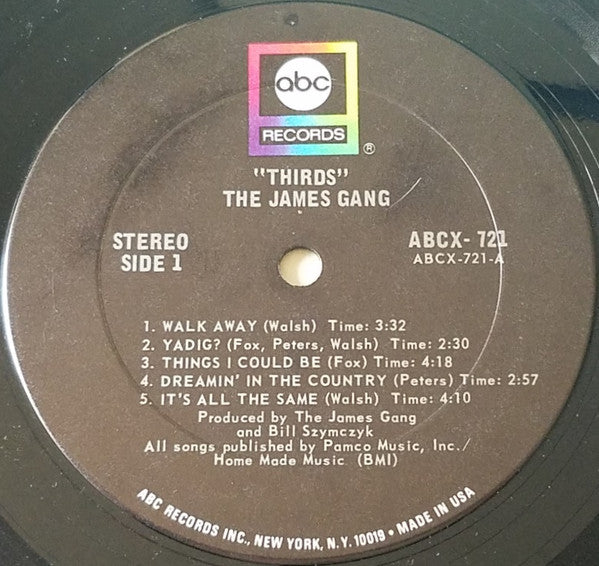 abc
RECORDS
®
"THIRDS"
THE JAMES GANG
STEREO
SIDE 1
ABCX- 721
ABCX-721-A
1. WALK AWAY (Walsh) Time: 3:32
2. YADIG? (Fox, Peters, Walsh) Time: 2:30
3. THINGS I COULD BE (Fox) Time: 4:18
4. DREAMIN' IN THE COUNTRY (Peters) Time: 2:57
5. IT'S ALL THE SAME (Walsh) Time: 4:10
Produced by The James Gang
and Bill Szymczyk
All songs published by Pamco Music, Inc./
Home Made Music (BMI)
ABC RECORDS INC., NEW YORK, N.Y. 10019 • MADE IN USA